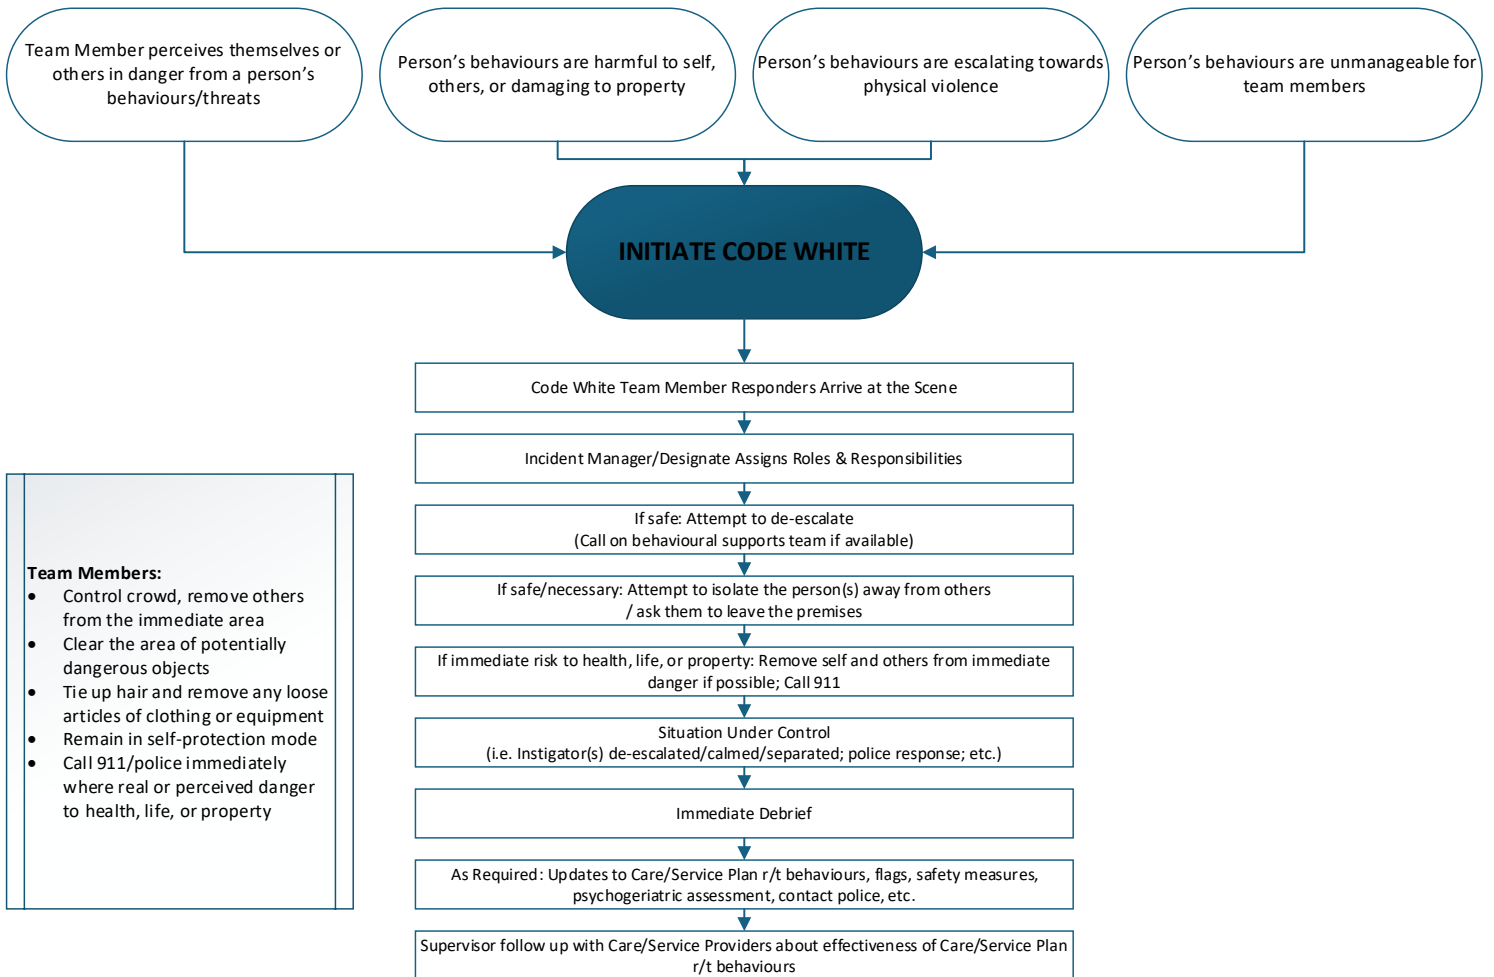 Team Member perceives themselves or
others in danger from a person's
behaviours/threats
Person's behaviours are harmful to self,
others, or damaging to property
Person's behaviours are escalating towards
physical violence
Person's behaviours are unmanageable for
team members
INITIATE CODE WHITE
Code White Team Member Responders Arrive at the Scene
Incident Manager/Designate Assigns Roles & Responsibilities
If safe: Attempt to de-escalate
(Call on behavioural supports team if available)
If safe/necessary: Attempt to isolate the person(s) away from others
/ ask them to leave the premises
If immediate risk to health, life, or property: Remove self and others from immediate
danger if possible; Call 911
Situation Under Control
(i.e. Instigator(s) de-escalated/calmed/separated; police response; etc.)
Immediate Debrief
As Required: Updates to Care/Service Plan r/t behaviours, flags, safety measures,
psychogeriatric assessment, contact police, etc.
Supervisor follow up with Care/Service Providers about effectiveness of Care/Service Plan
r/t behaviours
Team Members:
• Control crowd, remove others
from the immediate area
• Clear the area of potentially
dangerous objects
• Tie up hair and remove any loose
articles of clothing or equipment
• Remain in self-protection mode
• Call 911/police immediately
where real or perceived danger
to health, life, or property